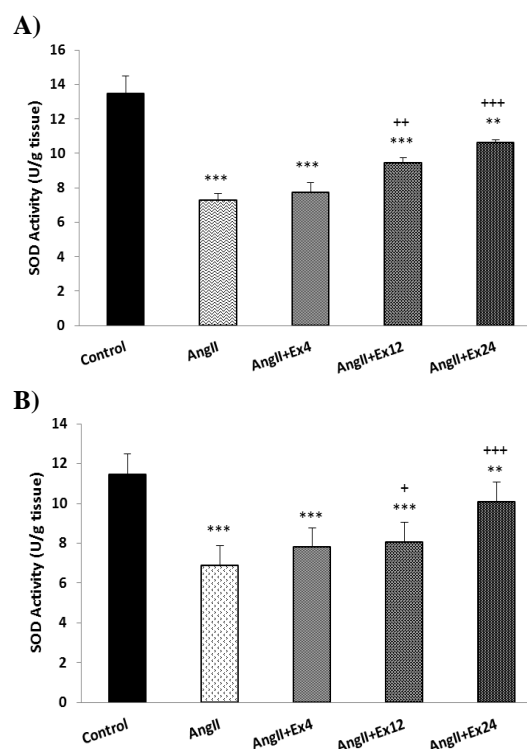 A)
SOD Activity (U/g tissue)
16
14
12
10
8
6
4
2
0
***
***
++
***
+++
**
Control
AngII
AngII+Ex4
AngII+Ex12
AngII+Ex24
B)
SOD Activity (U/g tissue)
14
12
10
8
6
4
2
0
***
***
+
***
+++
**
Control
AngII
AngII+Ex4
AngII+Ex12
AngII+Ex24